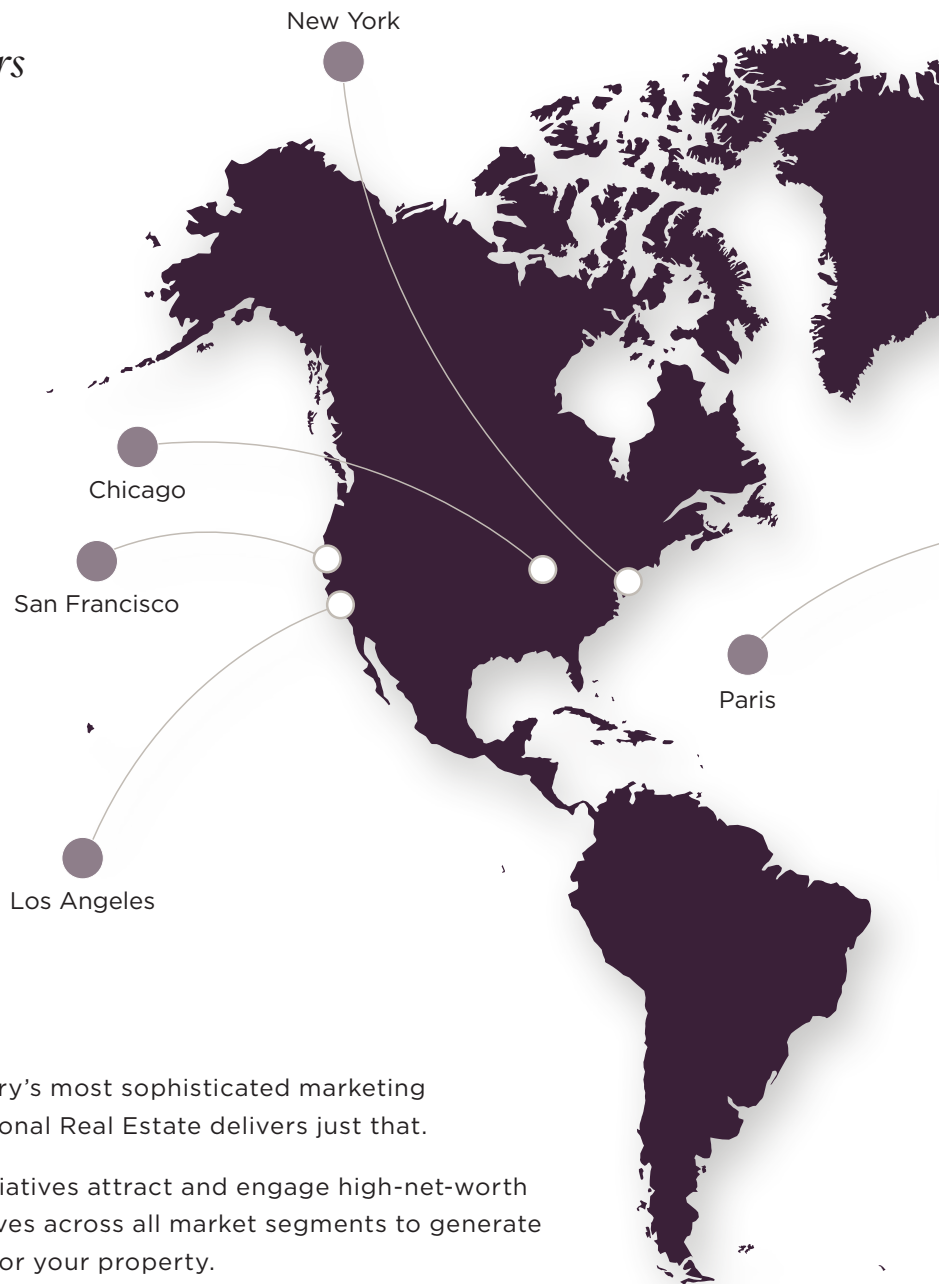 New York
rs
Chicago
San Francisco
Paris
Los Angeles
ry’s most sophisticated marketing
onal Real Estate delivers just that.
iatives attract and engage high-net-worth
ves across all market segments to generate
or your property.